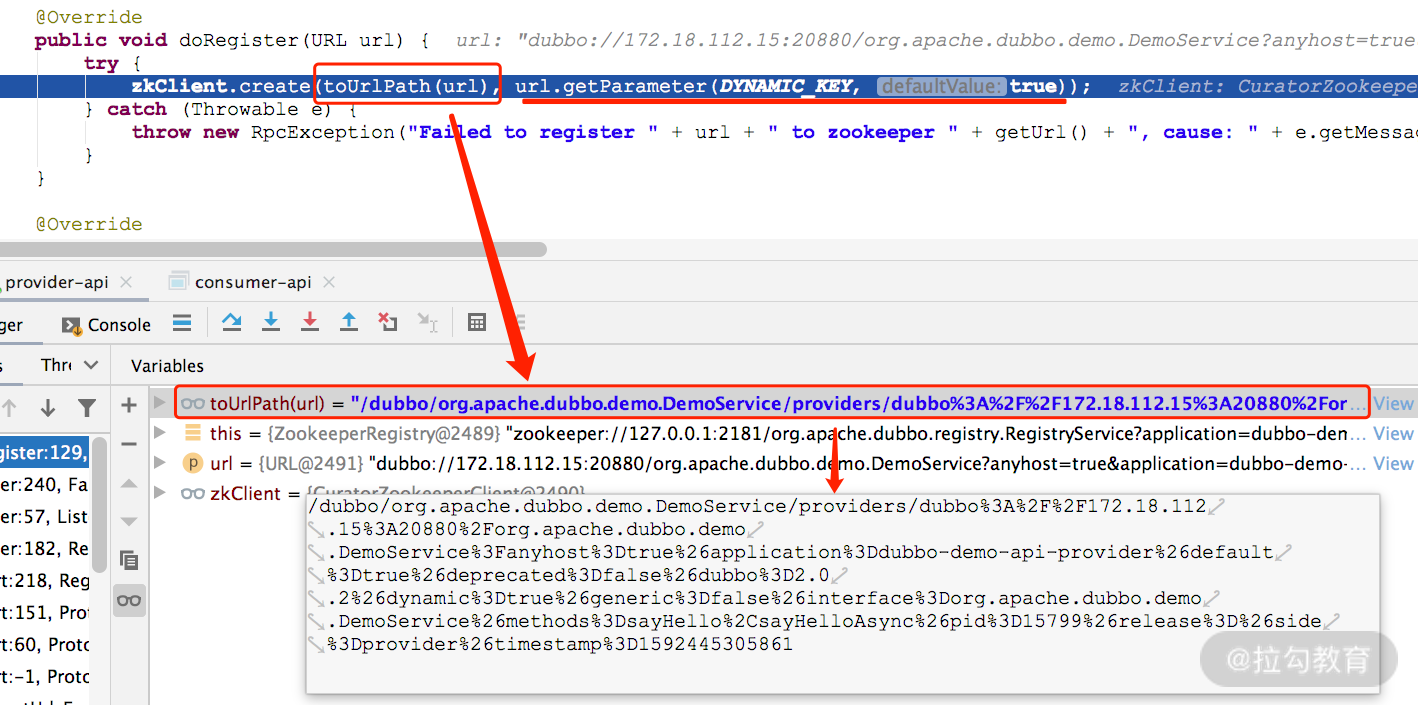 @Override
public void doRegister(URL url) { url: "dubbo://172.18.112.15:20880/org.apache.dubbo.demo.DemoService?anyhost=true
try {
zkClient.create(toUrlPath(url), url.getParameter(DYNAMIC_KEY, defaultValue: true)); zkClient: CuratorZookeepe
} catch (Throwable e) {
throw new RpcException("Failed to register " + url + " to zookeeper " + getUrl() + ", cause: " + e.getMessa
}
}
@Override
provider-api consumer-api
ger Console
s Thre Variables
toUrlPath(url) = "/dubbo/org.apache.dubbo.demo.DemoService/providers/dubbo%3A%2F%2F172.18.112.15%3A20880%2For... View
this = {ZookeeperRegistry@2489} "zookeeper://127.0.0.1:2181/org.apache.dubbo.registry.RegistryService?application=dubbo-den... View
gister:129,
er:240, Fa
url = {URL@2491} "dubbo://172.18.112.15:20880/org.apache.dubbo.demo.DemoService?anyhost=true&application=dubbo-demo-... View
zkClient = {CuratorZookeeperClient@2490}
er:57, List
er:182, Re
rt:218, Reg
rt:151, Pro
rt:60, Proto
rt:-1, Proto
/dubbo/org.apache.dubbo.demo.DemoService/providers/dubbo%3A%2F%2F172.18.112
.15%3A20880%2Forg.apache.dubbo.demo
.DemoService%3Fanyhost%3Dtrue%26application%3Ddubbo-demo-api-provider%26default
%3Dtrue%26deprecated%3Dfalse%26dubbo%3D2.0
.2%26dynamic%3Dtrue%26generic%3Dfalse%26interface%3Dorg.apache.dubbo.demo
.DemoService%26methods%3DsayHello%2CsayHelloAsync%26pid%3D15799%26release%3D%26side
%3Dprovider%26timestamp%3D1592445305861
@拉勾教育